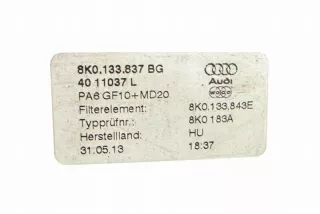 8K0.133.837 BG
40 11037 L
Audi
PA6 GF10+MD20
Filterelement: 8K0.133.843E
Typprüfnr.: 8K0 183A
Herstelland: HU
31.05.13 18:37